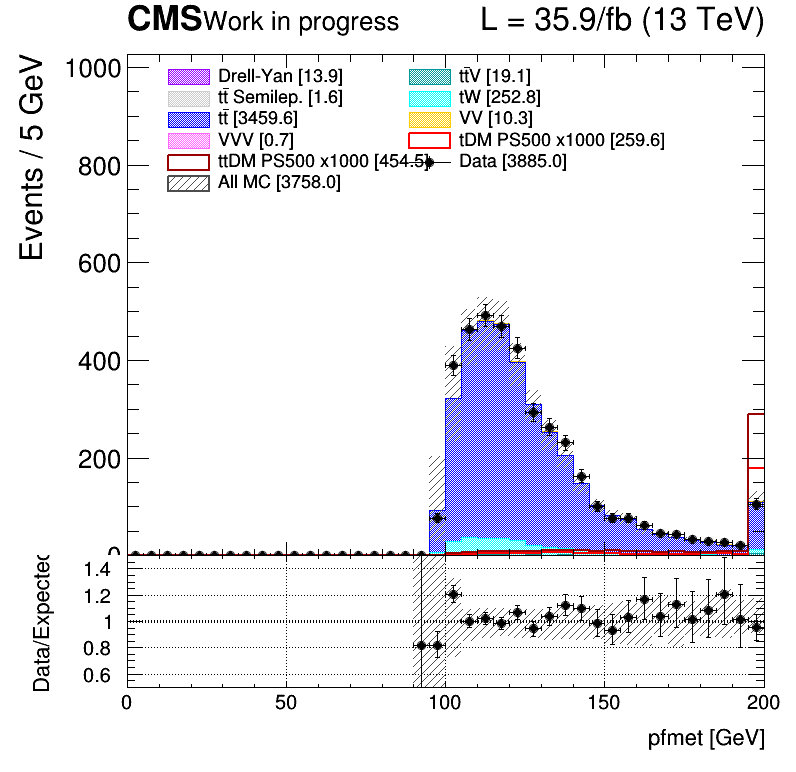 CMS Work in progress L = 35.9/fb (13 TeV)
Events / 5 GeV
1000
800
600
400
200
0
Drell-Yan [13.9] tt̄V [19.1]
tt̄ Semilep. [1.6] tW [252.8]
tt̄ [3459.6] VV [10.3]
VVV [0.7] tDM PS500 x1000 [259.6]
ttDM PS500 x1000 [454.5] Data [3885.0]
All MC [3758.0]
Data/Expected
1.4
1.2
1
0.8
0.6
0 50 100 150 200
pfmet [GeV]